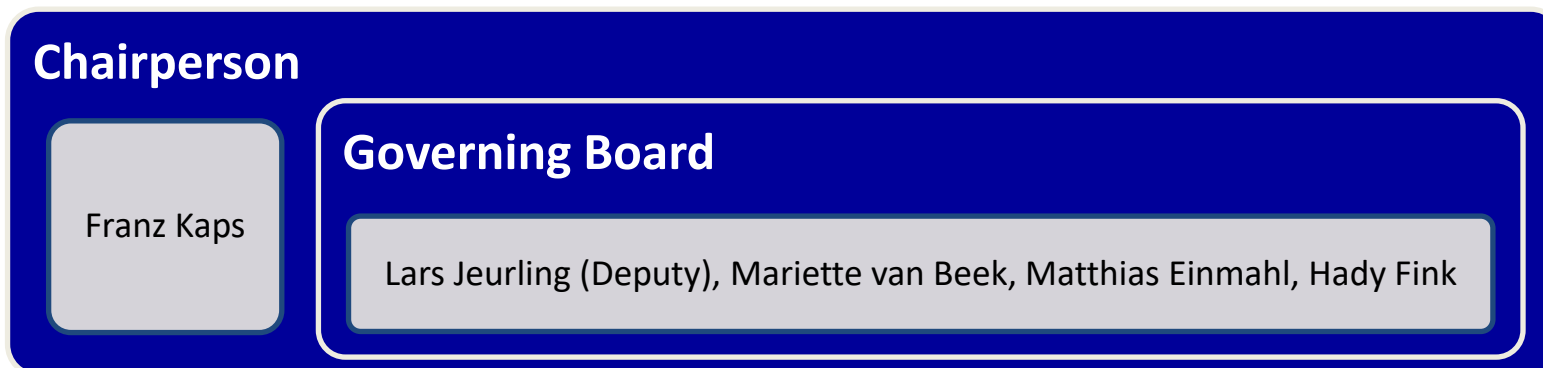 Chairperson
Franz Kaps
Governing Board
Lars Jeurling (Deputy), Mariette van Beek, Matthias Einmahl, Hady Fink